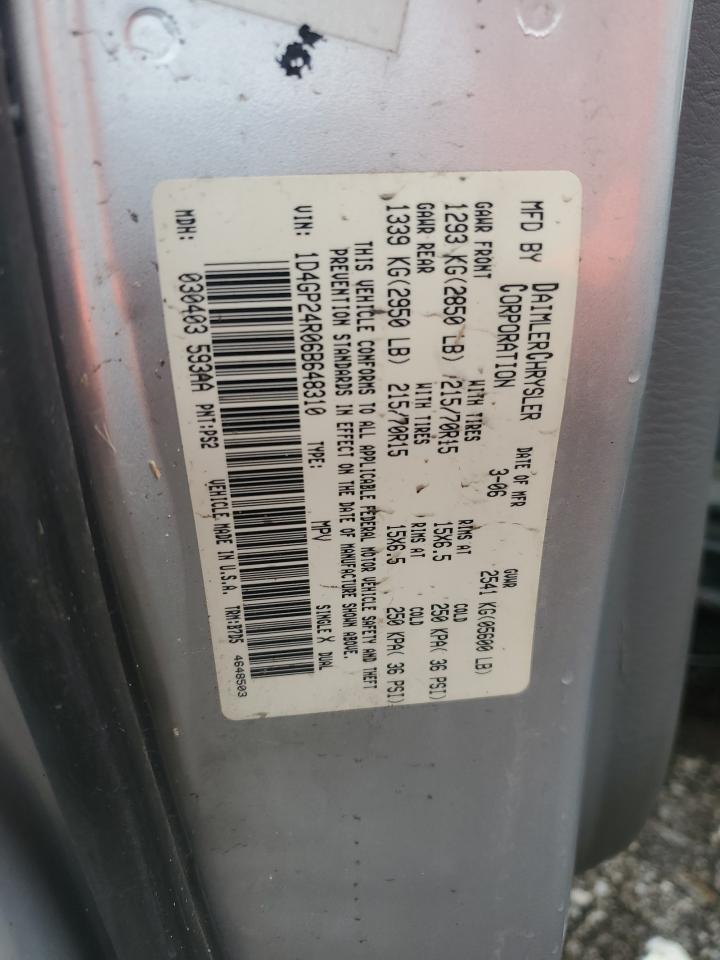 MFD BY DAIMLERCHRYSLER CORPORATION DATE OF MFR 3-06 GVWR 2541 KG(05600 LB)
GAWR FRONT WITH TIRES RIMS AT COLD
1293 KG(2850 LB) 215/70R15 15X6.5 250 KPA( 36 PSI)
GAWR REAR WITH TIRES RIMS AT COLD
1339 KG(2950 LB) 215/70R15 15X6.5 250 KPA( 36 PSI)
THIS VEHICLE CONFORMS TO ALL APPLICABLE FEDERAL MOTOR VEHICLE SAFETY AND THEFT
PREVENTION STANDARDS IN EFFECT ON THE DATE OF MANUFACTURE SHOWN ABOVE.
VIN: 1D4GP24R06B648310 TYPE: MPV SINGLE X DUAL
MDH: 030403 593AA PNT:PS2 VEHICLE MADE IN U.S.A. TRM:B7D5 4648503